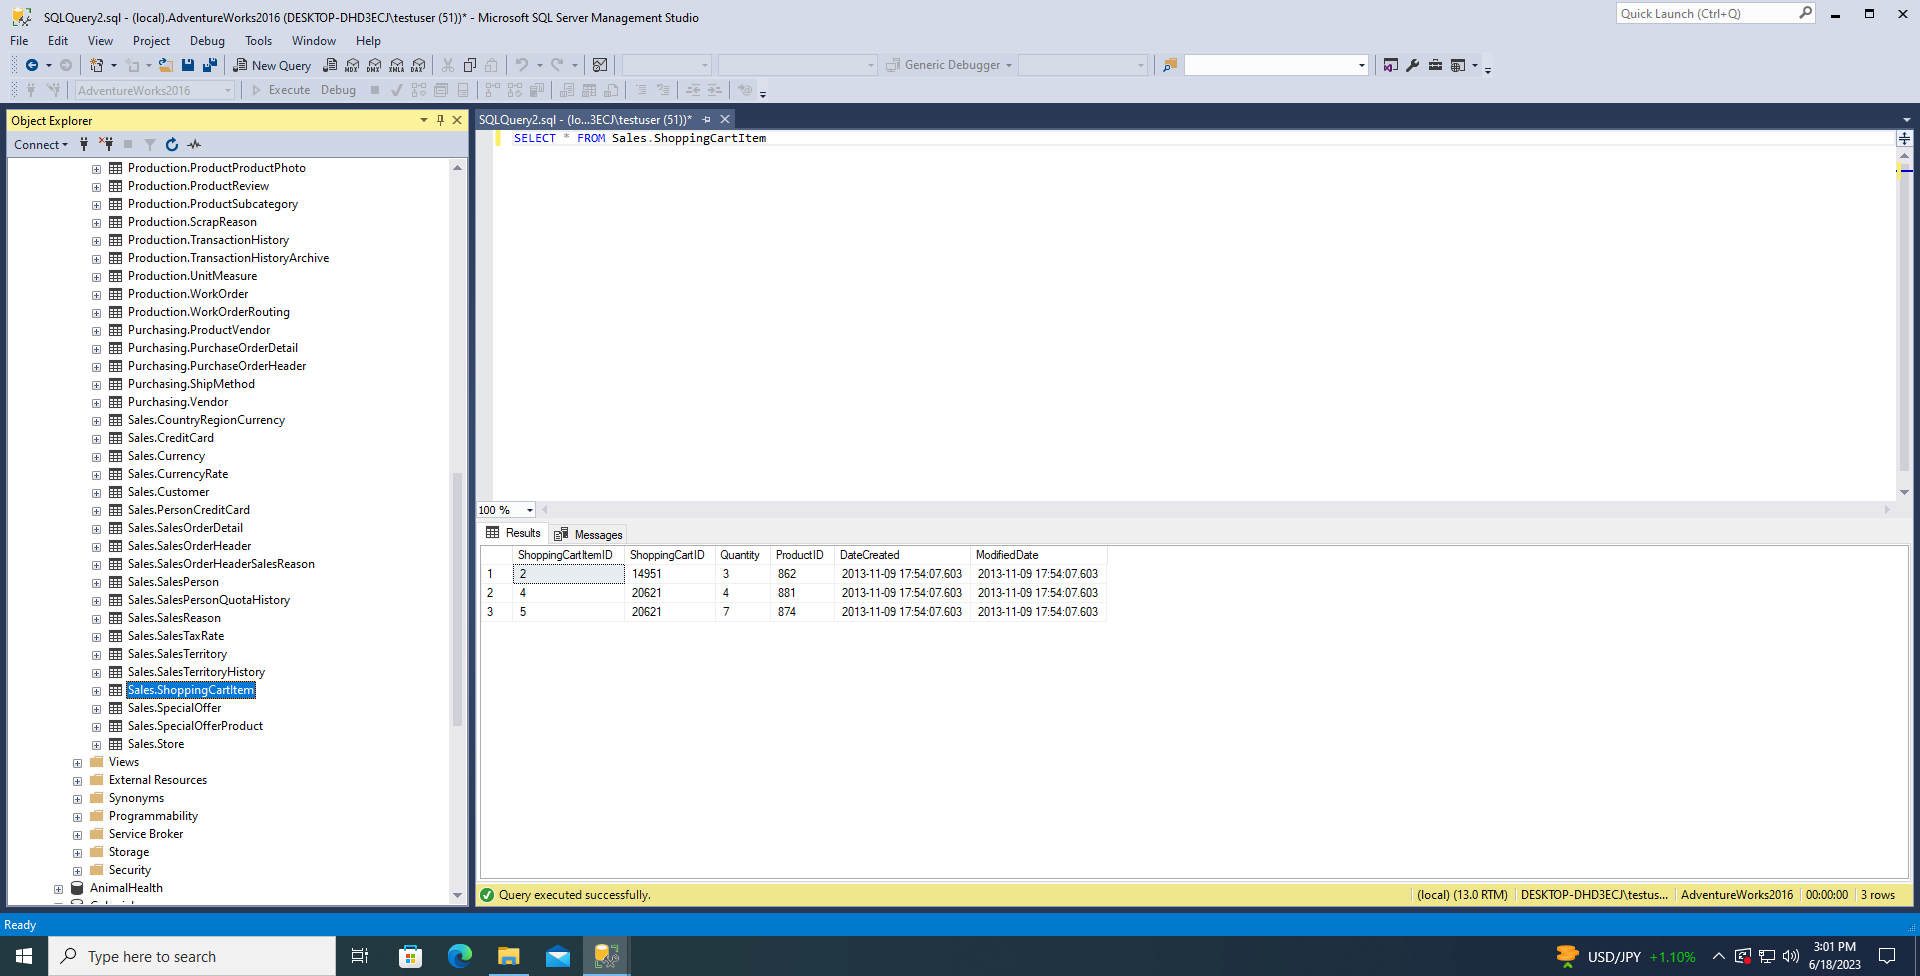 SQLQuery2.sql - (local).AdventureWorks2016 (DESKTOP-DHD3ECJ\testuser (51))* - Microsoft SQL Server Management Studio
Quick Launch (Ctrl+Q)
File Edit View Project Debug Tools Window Help
New Query
MDX DMX XMLA DAX
Generic Debugger
AdventureWorks2016
Execute Debug
Object Explorer
Connect
Production.ProductProductPhoto
Production.ProductReview
Production.ProductSubcategory
Production.ScrapReason
Production.TransactionHistory
Production.TransactionHistoryArchive
Production.UnitMeasure
Production.WorkOrder
Production.WorkOrderRouting
Purchasing.ProductVendor
Purchasing.PurchaseOrderDetail
Purchasing.PurchaseOrderHeader
Purchasing.ShipMethod
Purchasing.Vendor
Sales.CountryRegionCurrency
Sales.CreditCard
Sales.Currency
Sales.CurrencyRate
Sales.Customer
Sales.PersonCreditCard
Sales.SalesOrderDetail
Sales.SalesOrderHeader
Sales.SalesOrderHeaderSalesReason
Sales.SalesPerson
Sales.SalesPersonQuotaHistory
Sales.SalesReason
Sales.SalesTaxRate
Sales.SalesTerritory
Sales.SalesTerritoryHistory
Sales.ShoppingCartItem
Sales.SpecialOffer
Sales.SpecialOfferProduct
Sales.Store
Views
External Resources
Synonyms
Programmability
Service Broker
Storage
Security
AnimalHealth
SQLQuery2.sql - (lo...3ECJ\testuser (51))*
SELECT * FROM Sales.ShoppingCartItem
100 %
Results Messages
ShoppingCartItemID ShoppingCartID Quantity ProductID DateCreated ModifiedDate
1 2 14951 3 862 2013-11-09 17:54:07.603 2013-11-09 17:54:07.603
2 4 20621 4 881 2013-11-09 17:54:07.603 2013-11-09 17:54:07.603
3 5 20621 7 874 2013-11-09 17:54:07.603 2013-11-09 17:54:07.603
Query executed successfully.
(local) (13.0 RTM) DESKTOP-DHD3ECJ\testus... AdventureWorks2016 00:00:00 3 rows
Ready
Type here to search
USD/JPY +1.10%
3:01 PM
6/18/2023